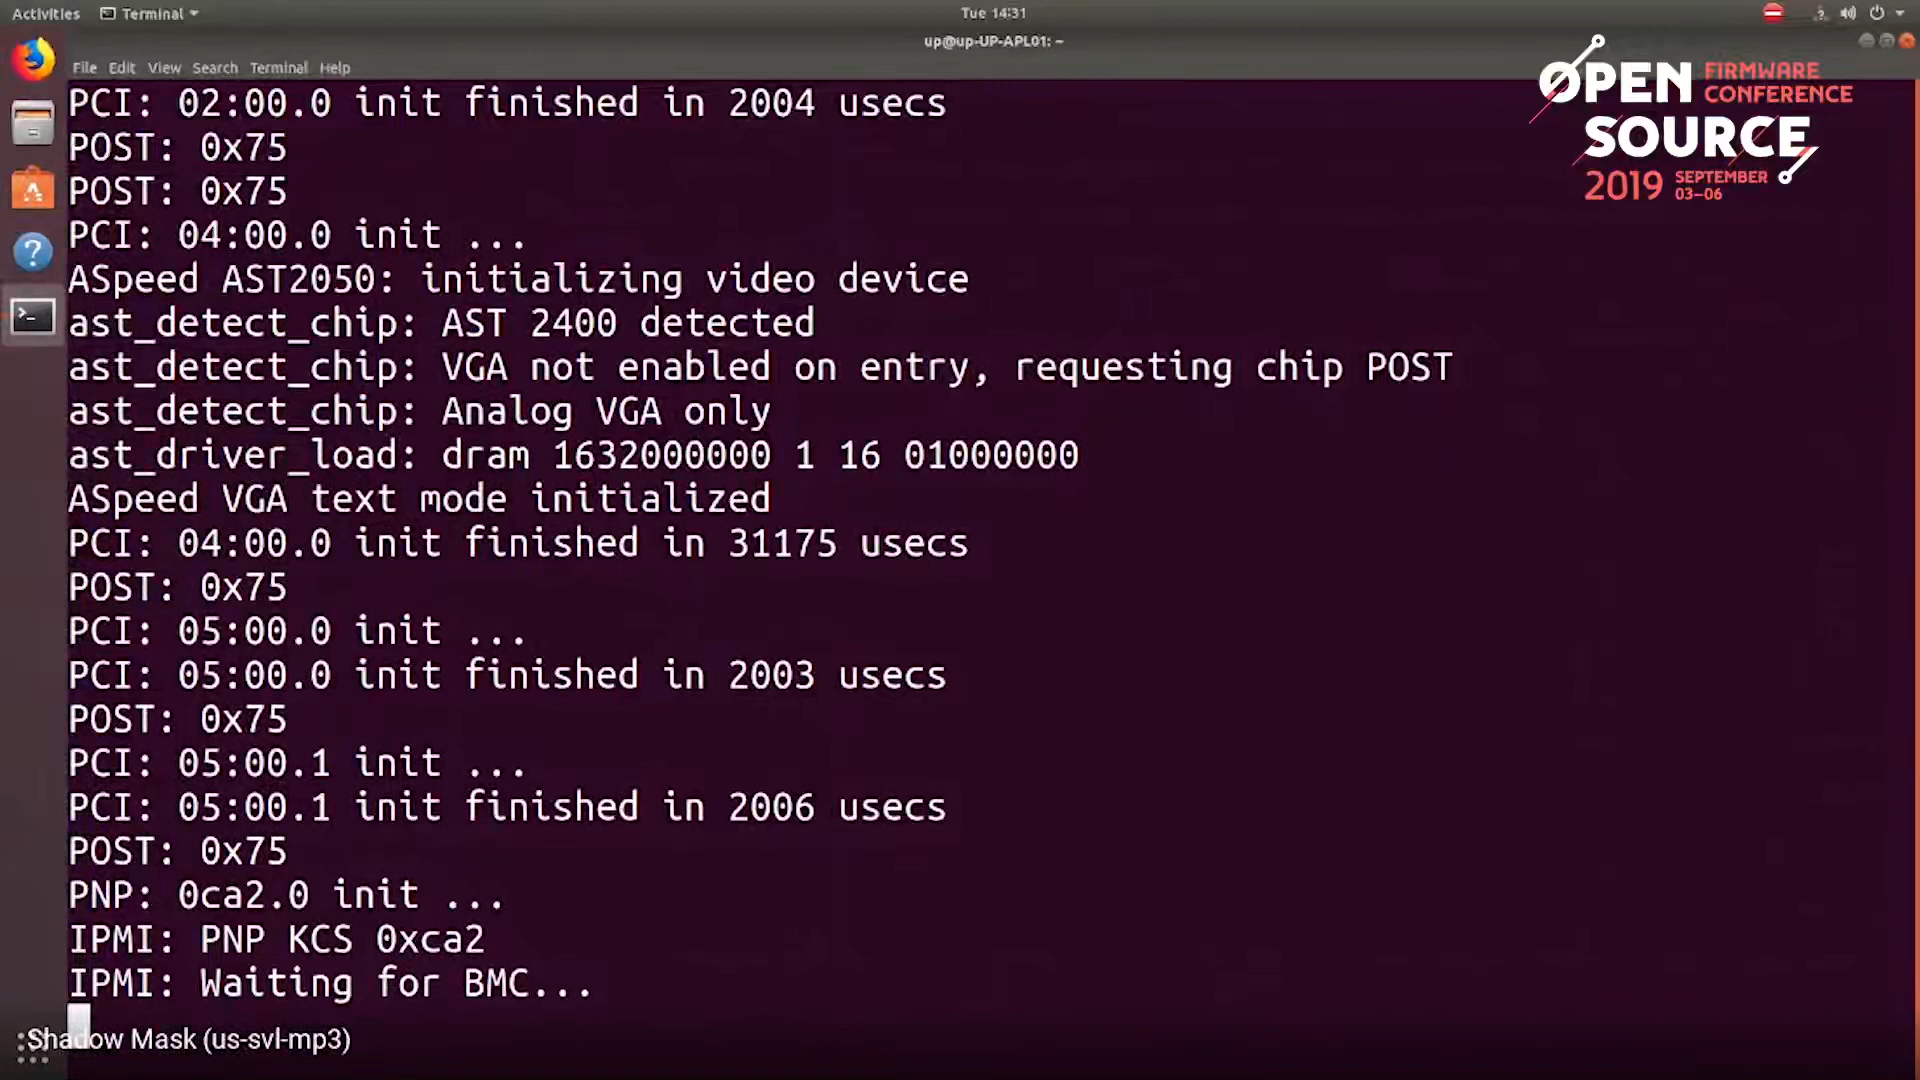 Activities Terminal Tue 14:31
up@up-UP-APL01: ~
File Edit View Search Terminal Help
PCI: 02:00.0 init finished in 2004 usecs
POST: 0x75
POST: 0x75
PCI: 04:00.0 init ...
ASpeed AST2050: initializing video device
ast_detect_chip: AST 2400 detected
ast_detect_chip: VGA not enabled on entry, requesting chip POST
ast_detect_chip: Analog VGA only
ast_driver_load: dram 1632000000 1 16 01000000
ASpeed VGA text mode initialized
PCI: 04:00.0 init finished in 31175 usecs
POST: 0x75
PCI: 05:00.0 init ...
PCI: 05:00.0 init finished in 2003 usecs
POST: 0x75
PCI: 05:00.1 init ...
PCI: 05:00.1 init finished in 2006 usecs
POST: 0x75
PNP: 0ca2.0 init ...
IPMI: PNP KCS 0xca2
IPMI: Waiting for BMC...
Shadow Mask (us-svl-mp3)
OPEN FIRMWARE
CONFERENCE
SOURCE
2019 SEPTEMBER
03–06